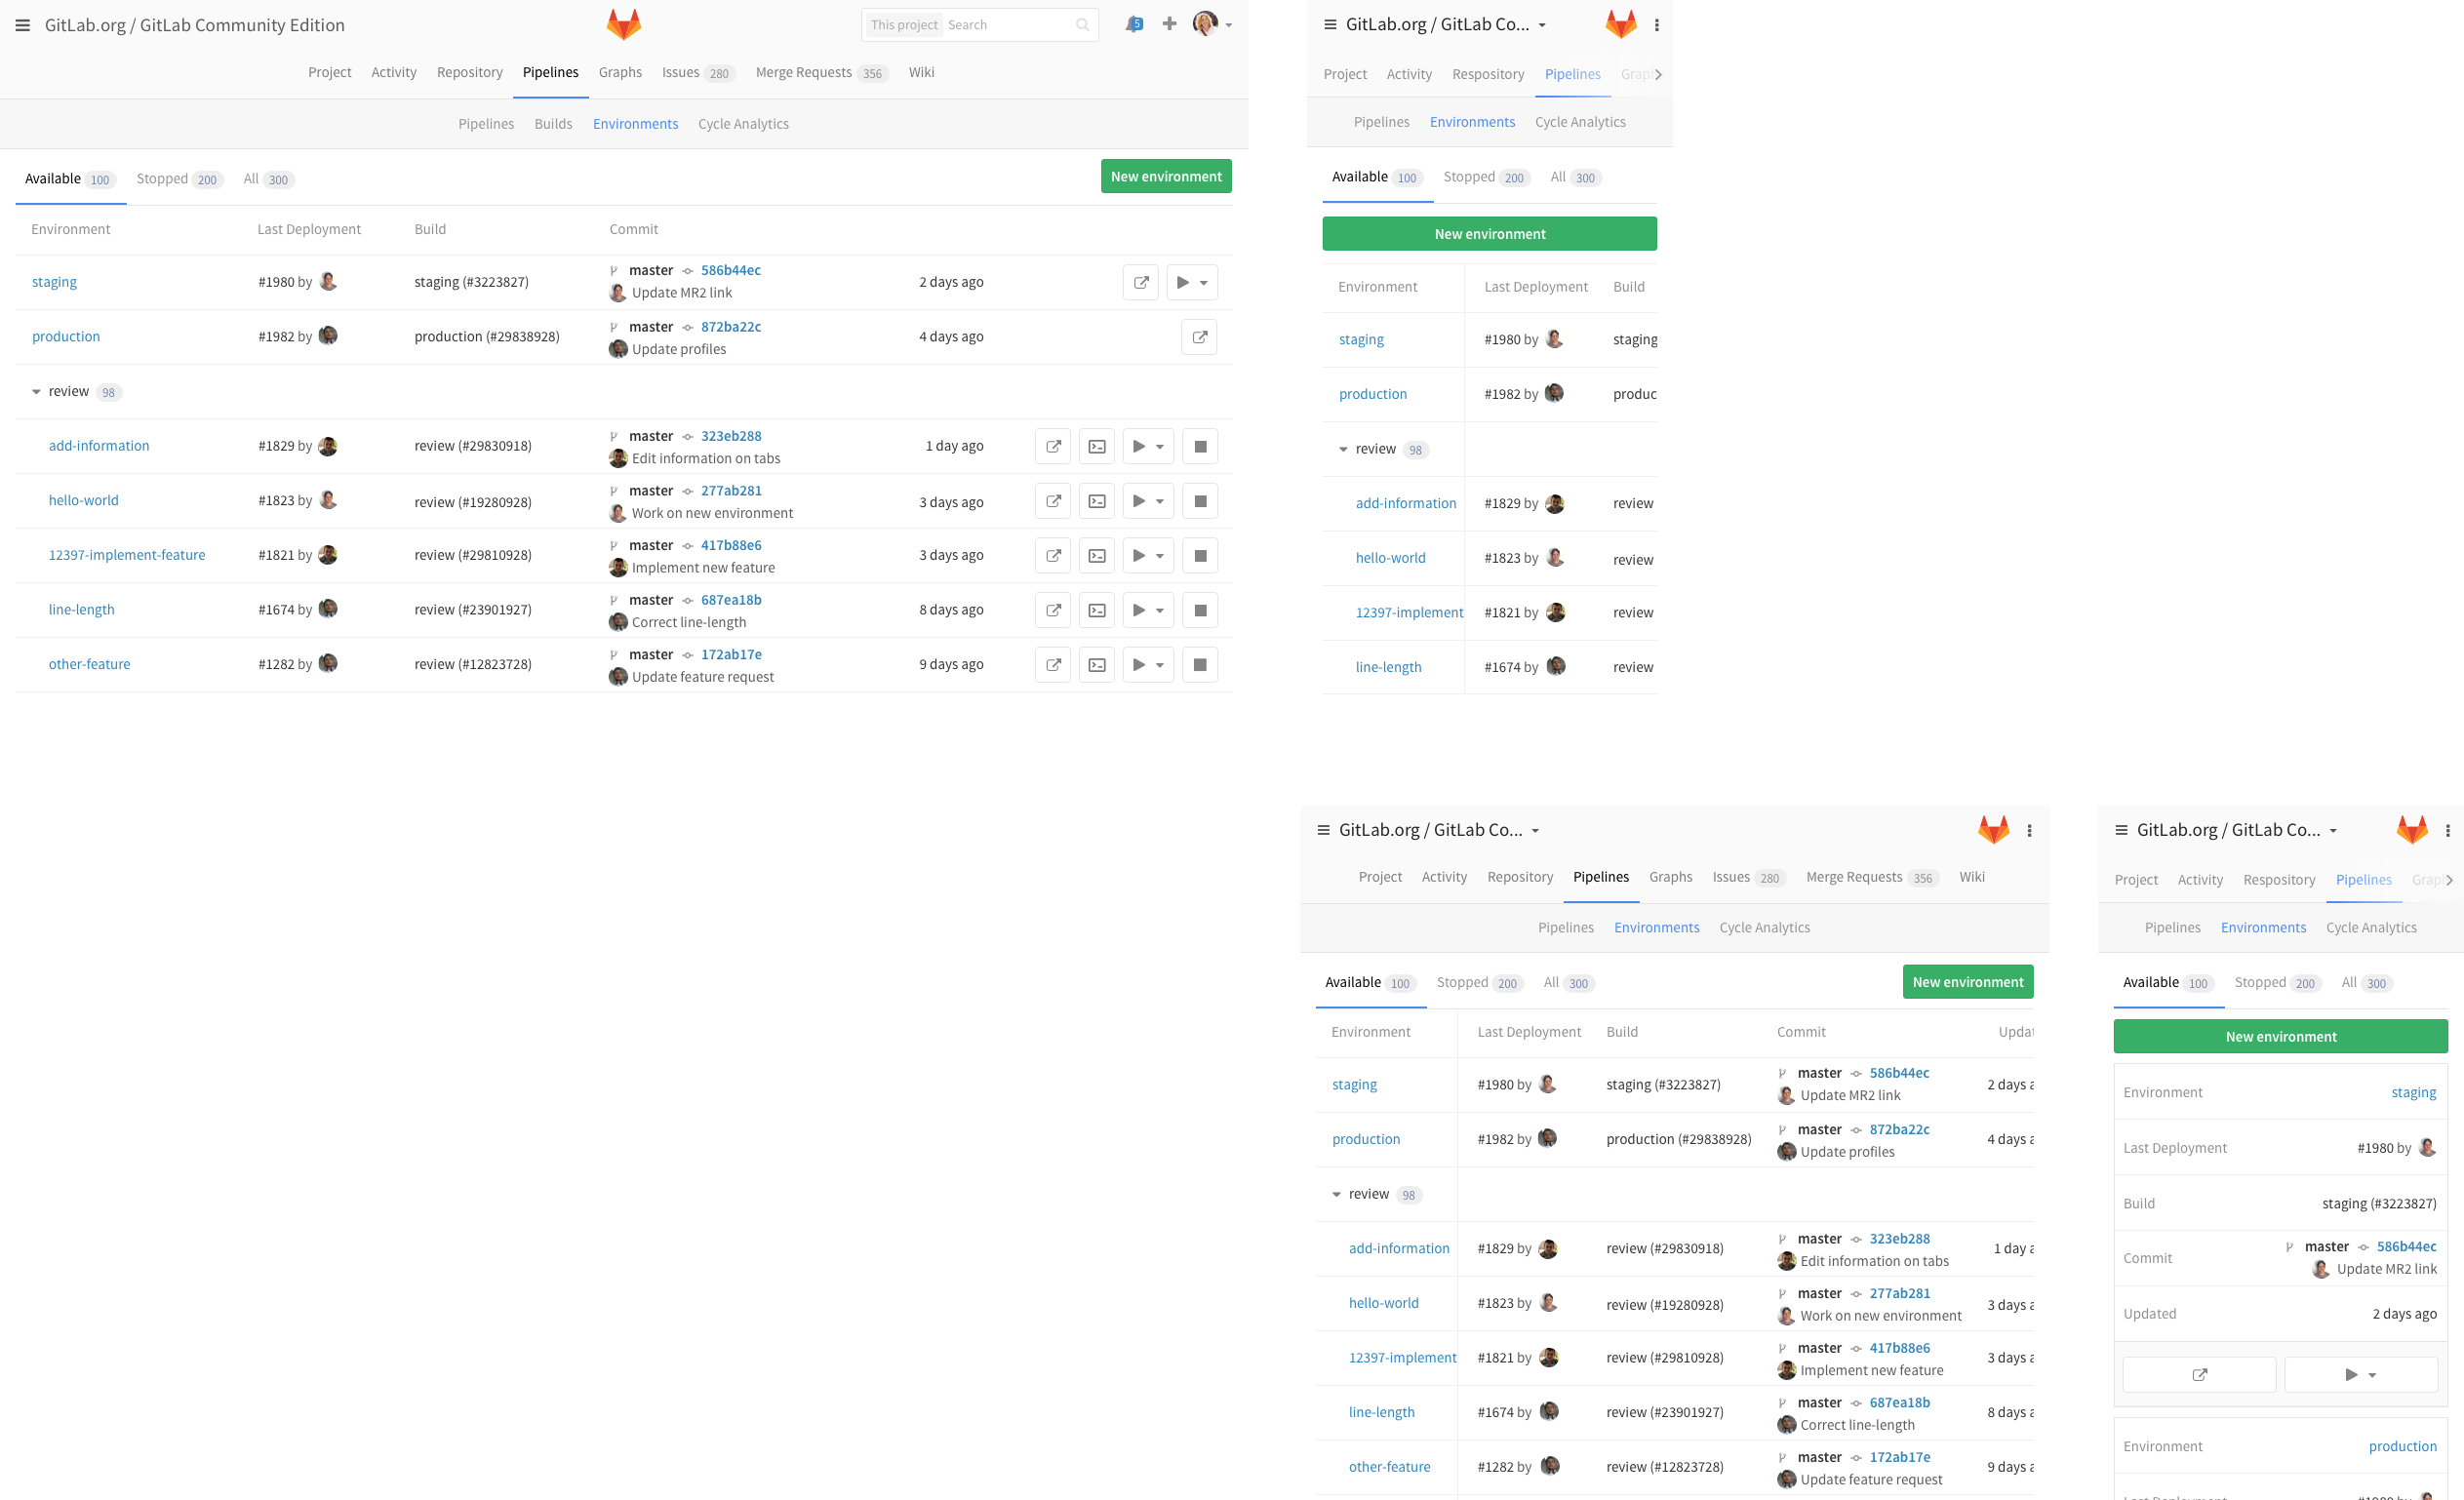 GitLab.org / GitLab Community Edition
This project Search
5
Project Activity Repository Pipelines Graphs Issues 280 Merge Requests 356 Wiki
Pipelines Builds Environments Cycle Analytics
Available 100 Stopped 200 All 300 New environment
Environment Last Deployment Build Commit
staging #1980 by staging (#3223827) master 586b44ec 2 days ago
Update MR2 link
production #1982 by production (#29838928) master 872ba22c 4 days ago
Update profiles
review 98
add-information #1829 by review (#29830918) master 323eb288 1 day ago
Edit information on tabs
hello-world #1823 by review (#19280928) master 277ab281 3 days ago
Work on new environment
12397-implement-feature #1821 by review (#29810928) master 417b88e6 3 days ago
Implement new feature
line-length #1674 by review (#23901927) master 687ea18b 8 days ago
Correct line-length
other-feature #1282 by review (#12823728) master 172ab17e 9 days ago
Update feature request
GitLab.org / GitLab Co...
Project Activity Respository Pipelines Grap
Pipelines Environments Cycle Analytics
Available 100 Stopped 200 All 300
New environment
Environment Last Deployment Build
staging #1980 by staging
production #1982 by produc
review 98
add-information #1829 by review
hello-world #1823 by review
12397-implement #1821 by review
line-length #1674 by review
GitLab.org / GitLab Co...
Project Activity Repository Pipelines Graphs Issues 280 Merge Requests 356 Wiki
Pipelines Environments Cycle Analytics
Available 100 Stopped 200 All 300 New environment
Environment Last Deployment Build Commit Updat
staging #1980 by staging (#3223827) master 586b44ec 2 days a
Update MR2 link
production #1982 by production (#29838928) master 872ba22c 4 days a
Update profiles
review 98
add-information #1829 by review (#29830918) master 323eb288 1 day a
Edit information on tabs
hello-world #1823 by review (#19280928) master 277ab281 3 days a
Work on new environment
12397-implement #1821 by review (#29810928) master 417b88e6 3 days a
Implement new feature
line-length #1674 by review (#23901927) master 687ea18b 8 days a
Correct line-length
other-feature #1282 by review (#12823728) master 172ab17e 9 days a
Update feature request
GitLab.org / GitLab Co...
Project Activity Respository Pipelines Grap
Pipelines Environments Cycle Analytics
Available 100 Stopped 200 All 300
New environment
Environment staging
Last Deployment #1980 by
Build staging (#3223827)
Commit master 586b44ec
Update MR2 link
Updated 2 days ago
Environment production
Last Deployment #1980 by